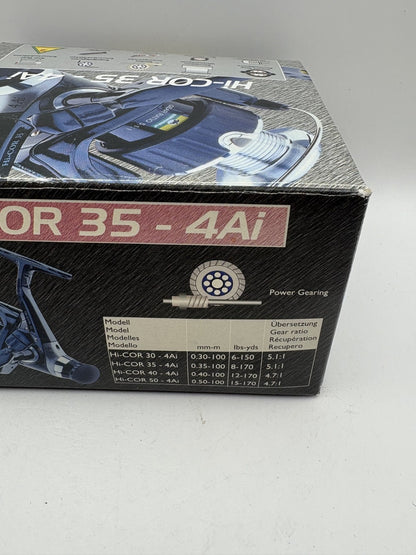 HI-COR 35
COR 35 - 4Ai
Power Gearing
Modell
Model
Modelles
Modello
mm-m lbs-yds
Übersetzung
Gear ratio
Récupération
Recupero
Hi-COR 30 - 4Ai 0.30-100 6-150 5.1:1
Hi-COR 35 - 4Ai 0.35-100 8-170 5.1:1
Hi-COR 40 - 4Ai 0.40-100 12-170 4.7:1
Hi-COR 50 - 4Ai 0.50-100 15-170 4.7:1